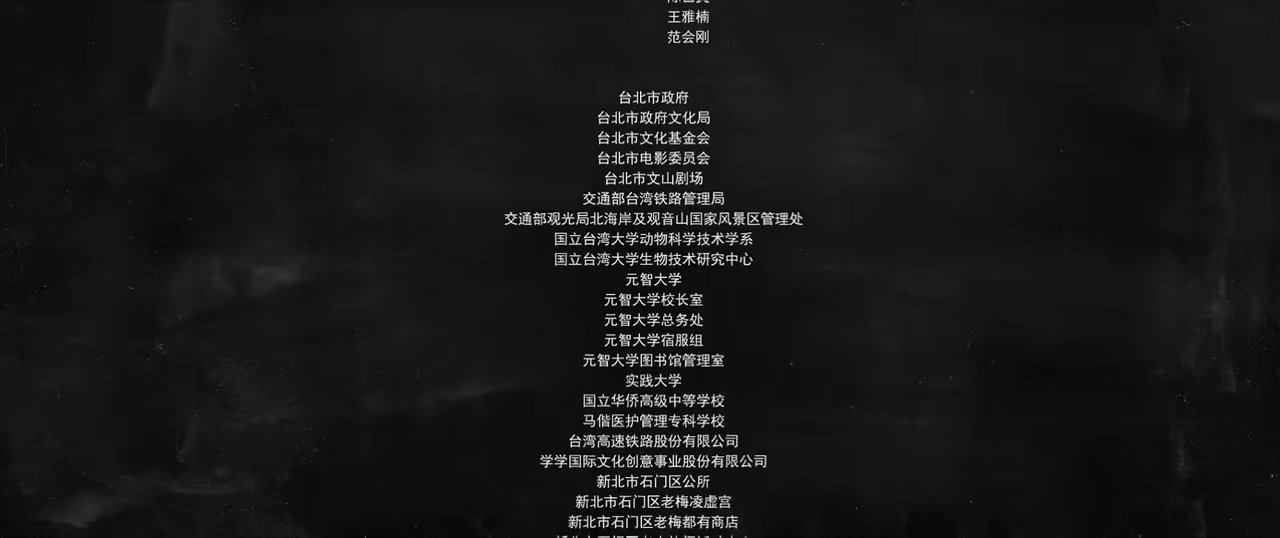 王雅楠
范会刚
台北市政府
台北市政府文化局
台北市文化基金会
台北市电影委员会
台北市文山剧场
交通部台湾铁路管理局
交通部观光局北海岸及观音山国家风景区管理处
国立台湾大学动物科学技术学系
国立台湾大学生物技术研究中心
元智大学
元智大学校长室
元智大学总务处
元智大学宿服组
元智大学图书馆管理室
实践大学
国立华侨高级中等学校
马偕医护管理专科学校
台湾高速铁路股份有限公司
学学国际文化创意事业股份有限公司
新北市石门区公所
新北市石门区老梅凌虚宫
新北市石门区老梅都有商店